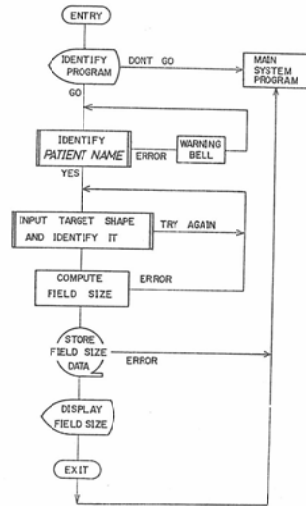 ENTRY
IDENTIFY
PROGRAM
DONT GO
MAIN
SYSTEM
PROGRAM
GO
IDENTIFY
PATIENT NAME
ERROR
WARNING
BELL
YES
INPUT TARGET SHAPE
AND IDENTIFY IT
TRY AGAIN
COMPUTE
FIELD SIZE
ERROR
STORE
FIELD SIZE
DATA
ERROR
DISPLAY
FIELD SIZE
EXIT